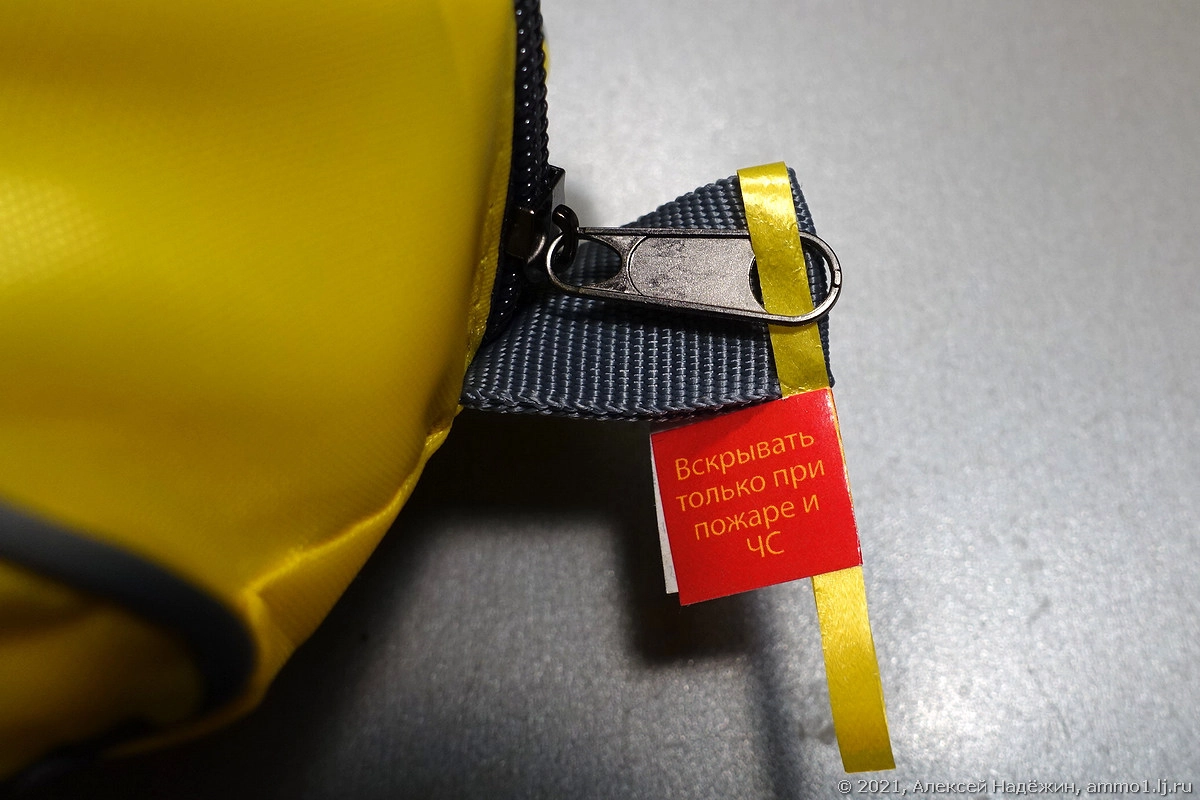 Вскрывать
только при
пожаре и
ЧС
© 2021, Алексей Надёжин, ammo1.lj.ru